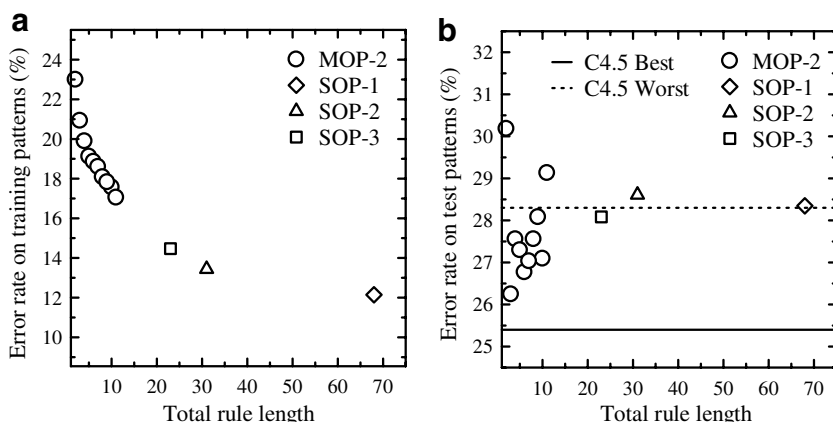 a
Error rate on training patterns (%)
24
22
20
18
16
14
12
10
MOP-2
SOP-1
SOP-2
SOP-3
10 20 30 40 50 60 70
Total rule length
b
Error rate on test patterns (%)
32
31
30
29
28
27
26
25
C4.5 Best
C4.5 Worst
MOP-2
SOP-1
SOP-2
SOP-3
10 20 30 40 50 60 70
Total rule length